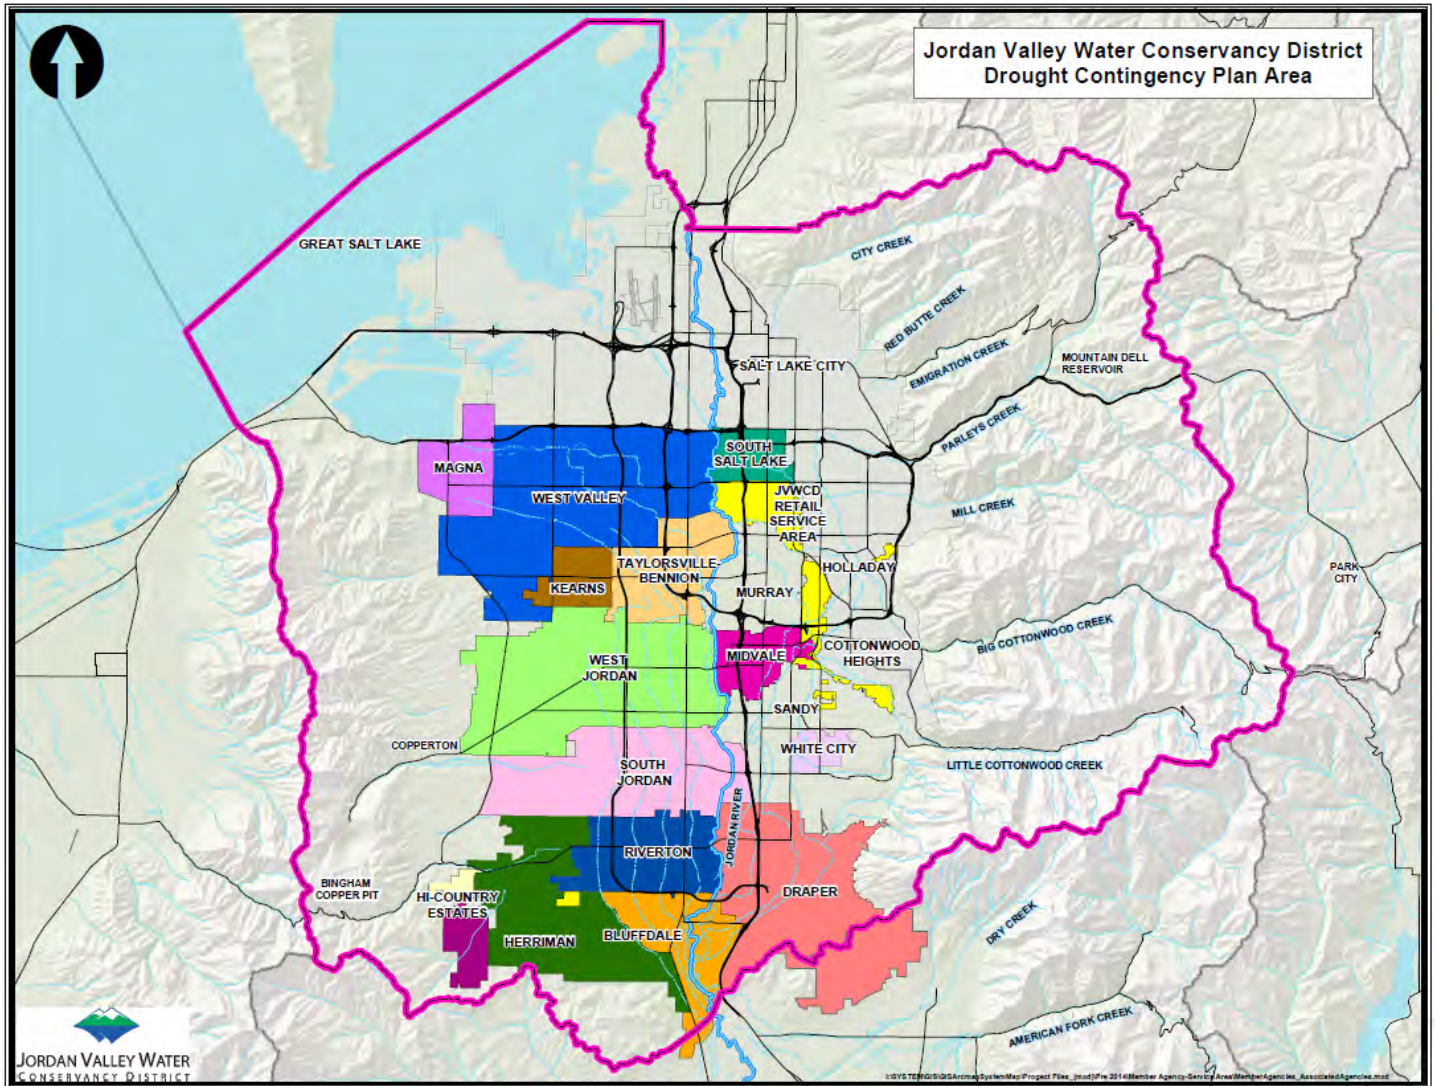 Jordan Valley Water Conservancy District
Drought Contingency Plan Area
GREAT SALT LAKE
CITY CREEK
RED BUTTE CREEK
EMIGRATION CREEK
MOUNTAIN DELL
RESERVOIR
SALT LAKE CITY
PARLEYS CREEK
SOUTH
SALT LAKE
MAGNA
WEST VALLEY
JVWCD
RETAIL
SERVICE
AREA
MILL CREEK
TAYLORSVILLE-
BENNION
HOLLADAY
PARK
CITY
KEARNS
MURRAY
BIG COTTONWOOD CREEK
MIDVALE
COTTONWOOD
HEIGHTS
WEST
JORDAN
SANDY
COPPERTON
WHITE CITY
SOUTH
JORDAN
LITTLE COTTONWOOD CREEK
JORDAN RIVER
RIVERTON
BINGHAM
COPPER PIT
HI-COUNTRY
ESTATES
DRAPER
DRY CREEK
HERRIMAN
BLUFFDALE
AMERICAN FORK CREEK
JORDAN VALLEY WATER
CONSERVANCY DISTRICT